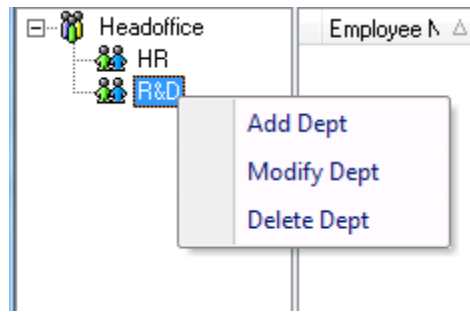 Headoffice
Employee N
HR
R&D
Add Dept
Modify Dept
Delete Dept